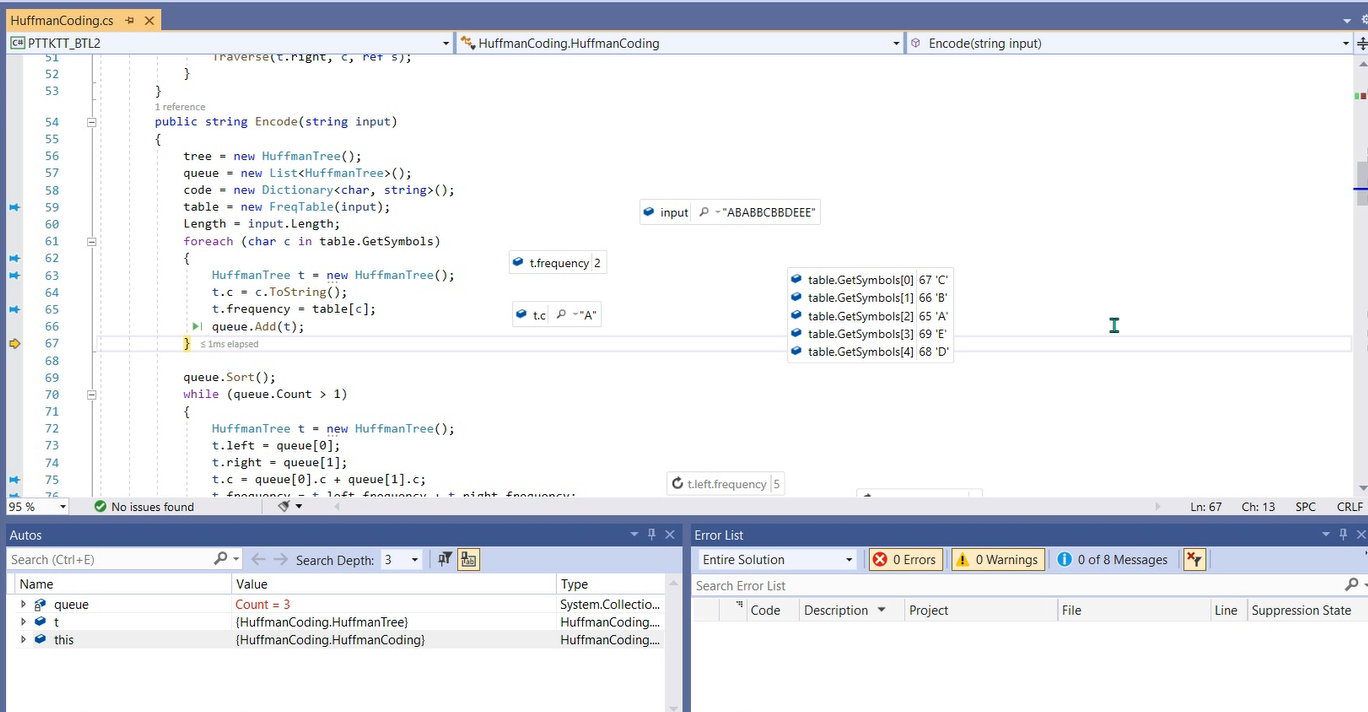 HuffmanCoding.cs
C# PTTKTT_BTL2
HuffmanCoding.HuffmanCoding
Encode(string input)
51 Traverse(t.right, c, ref s);
52 }
53 }
1 reference
54 public string Encode(string input)
55 {
56 tree = new HuffmanTree();
57 queue = new List<HuffmanTree>();
58 code = new Dictionary<char, string>();
59 table = new FreqTable(input);
input "ABABBCBBDEEE"
60 Length = input.Length;
61 foreach (char c in table.GetSymbols)
62 {
t.frequency 2
63 HuffmanTree t = new HuffmanTree();
table.GetSymbols[0] 67 'C'
64 t.c = c.ToString();
table.GetSymbols[1] 66 'B'
65 t.frequency = table[c];
t.c "A"
table.GetSymbols[2] 65 'A'
66 queue.Add(t);
table.GetSymbols[3] 69 'E'
67 } ≤ 1ms elapsed
table.GetSymbols[4] 68 'D'
68
69 queue.Sort();
70 while (queue.Count > 1)
71 {
72 HuffmanTree t = new HuffmanTree();
73 t.left = queue[0];
74 t.right = queue[1];
75 t.c = queue[0].c + queue[1].c;
t.left.frequency 5
76 t.frequency = t.left.frequency + t.right.frequency;
95 % No issues found Ln: 67 Ch: 13 SPC CRLF
Autos
Search (Ctrl+E) Search Depth: 3
Name Value Type
queue Count = 3 System.Collectio...
t {HuffmanCoding.HuffmanTree} HuffmanCoding....
this {HuffmanCoding.HuffmanCoding} HuffmanCoding....
Error List
Entire Solution 0 Errors 0 Warnings 0 of 8 Messages
Search Error List
Code Description Project File Line Suppression State